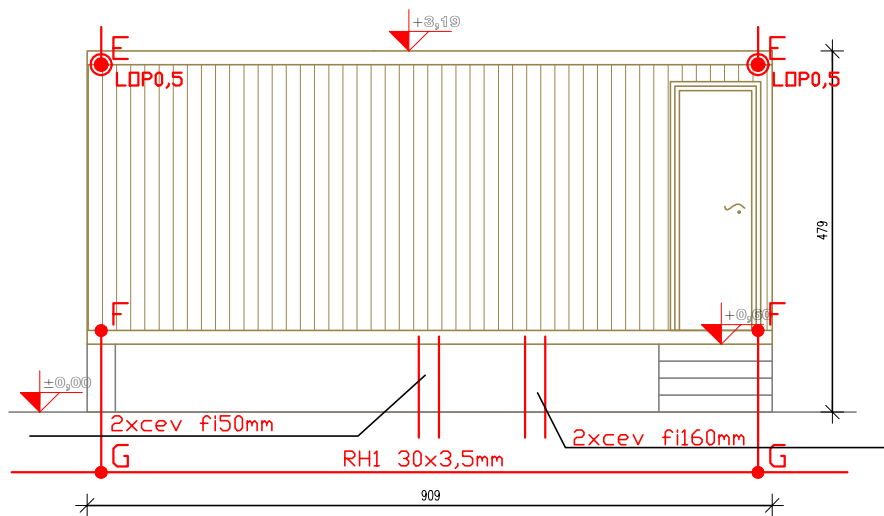 +3,19
E
E
LOP0,5
LOP0,5
479
F
F
+0,60
±0,00
2xcev fi50mm
2xcev fi160mm
G
RH1 30x3,5mm
G
909